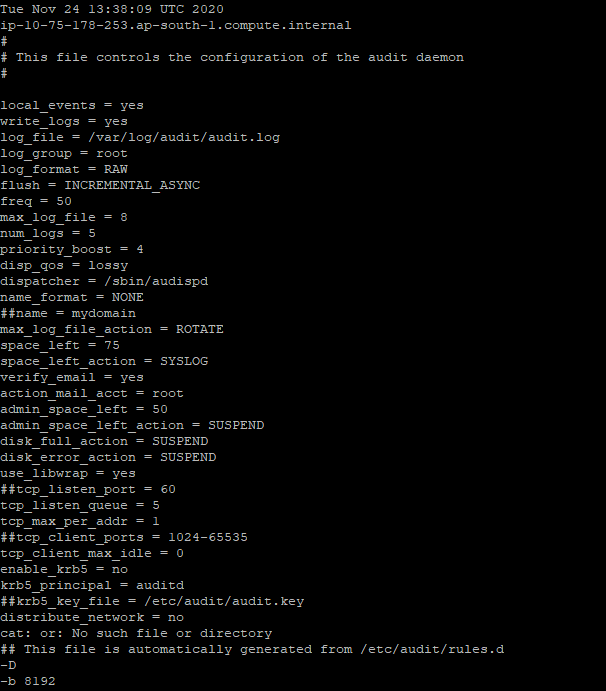 Tue Nov 24 13:38:09 UTC 2020
ip-10-75-178-253.ap-south-1.compute.internal
#
# This file controls the configuration of the audit daemon
#
local_events = yes
write_logs = yes
log_file = /var/log/audit/audit.log
log_group = root
log_format = RAW
flush = INCREMENTAL_ASYNC
freq = 50
max_log_file = 8
num_logs = 5
priority_boost = 4
disp_qos = lossy
dispatcher = /sbin/audispd
name_format = NONE
##name = mydomain
max_log_file_action = ROTATE
space_left = 75
space_left_action = SYSLOG
verify_email = yes
action_mail_acct = root
admin_space_left = 50
admin_space_left_action = SUSPEND
disk_full_action = SUSPEND
disk_error_action = SUSPEND
use_libwrap = yes
##tcp_listen_port = 60
tcp_listen_queue = 5
tcp_max_per_addr = 1
##tcp_client_ports = 1024-65535
tcp_client_max_idle = 0
enable_krb5 = no
krb5_principal = auditd
##krb5_key_file = /etc/audit/audit.key
distribute_network = no
cat: or: No such file or directory
## This file is automatically generated from /etc/audit/rules.d
-D
-b 8192